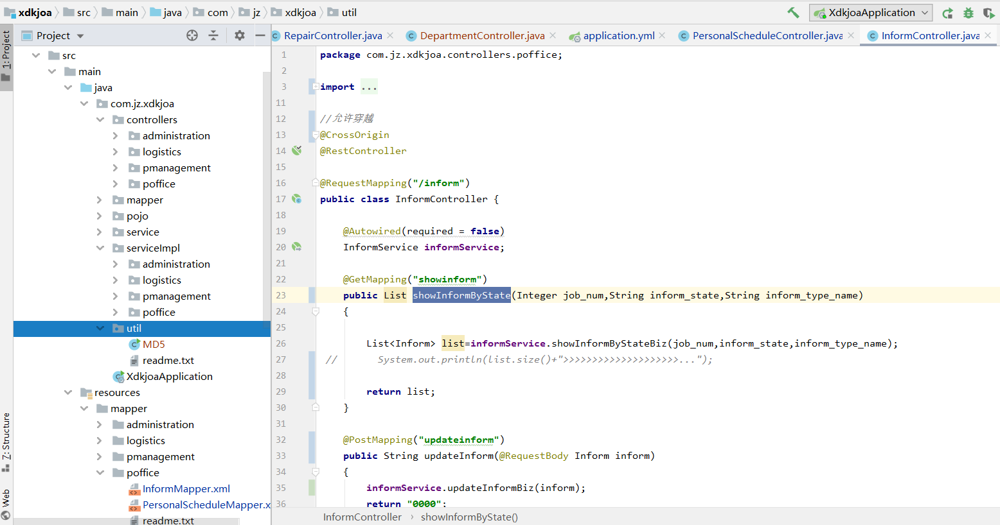 xdkjoa src main java com jz xdkjoa util XdkjoaApplication
1: Project
Z: Structure
Web
Project
src
main
java
com.jz.xdkjoa
controllers
administration
logistics
pmanagement
poffice
mapper
pojo
service
serviceImpl
administration
logistics
pmanagement
poffice
util
MD5
readme.txt
XdkjoaApplication
resources
mapper
administration
logistics
pmanagement
poffice
InformMapper.xml
PersonalScheduleMapper.x
readme.txt
RepairController.java DepartmentController.java application.yml PersonalScheduleController.java InformController.java
1 package com.jz.xdkjoa.controllers.poffice;
2
3 import ...
11
12 //允许穿越
13 @CrossOrigin
14 @RestController
15
16 @RequestMapping("/inform")
17 public class InformController {
18
19 @Autowired(required = false)
20 InformService informService;
21
22 @GetMapping("showinform")
23 public List showInformByState(Integer job_num,String inform_state,String inform_type_name)
24 {
25
26 List<Inform> list=informService.showInformByStateBiz(job_num,inform_state,inform_type_name);
27 // System.out.println(list.size()+">>>>>>>>>>>>>>>>>>>>...");
28
29 return list;
30 }
31
32 @PostMapping("updateinform")
33 public String updateInform(@RequestBody Inform inform)
34 {
35 informService.updateInformBiz(inform);
36 return "0000";
InformController › showInformByState()